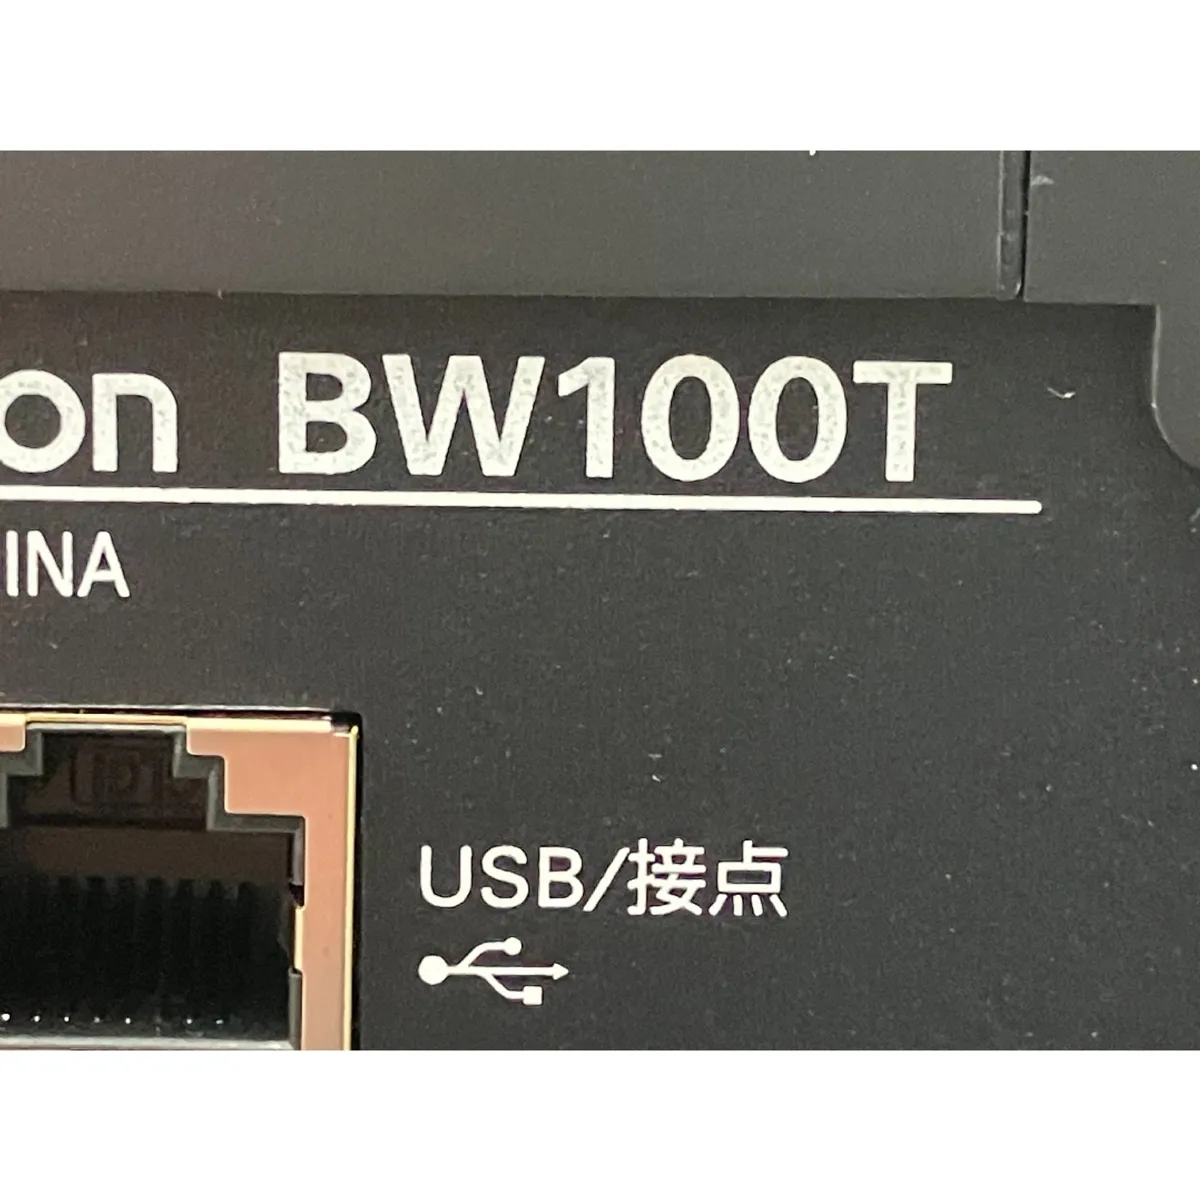 on BW100T
INA
USB/接点